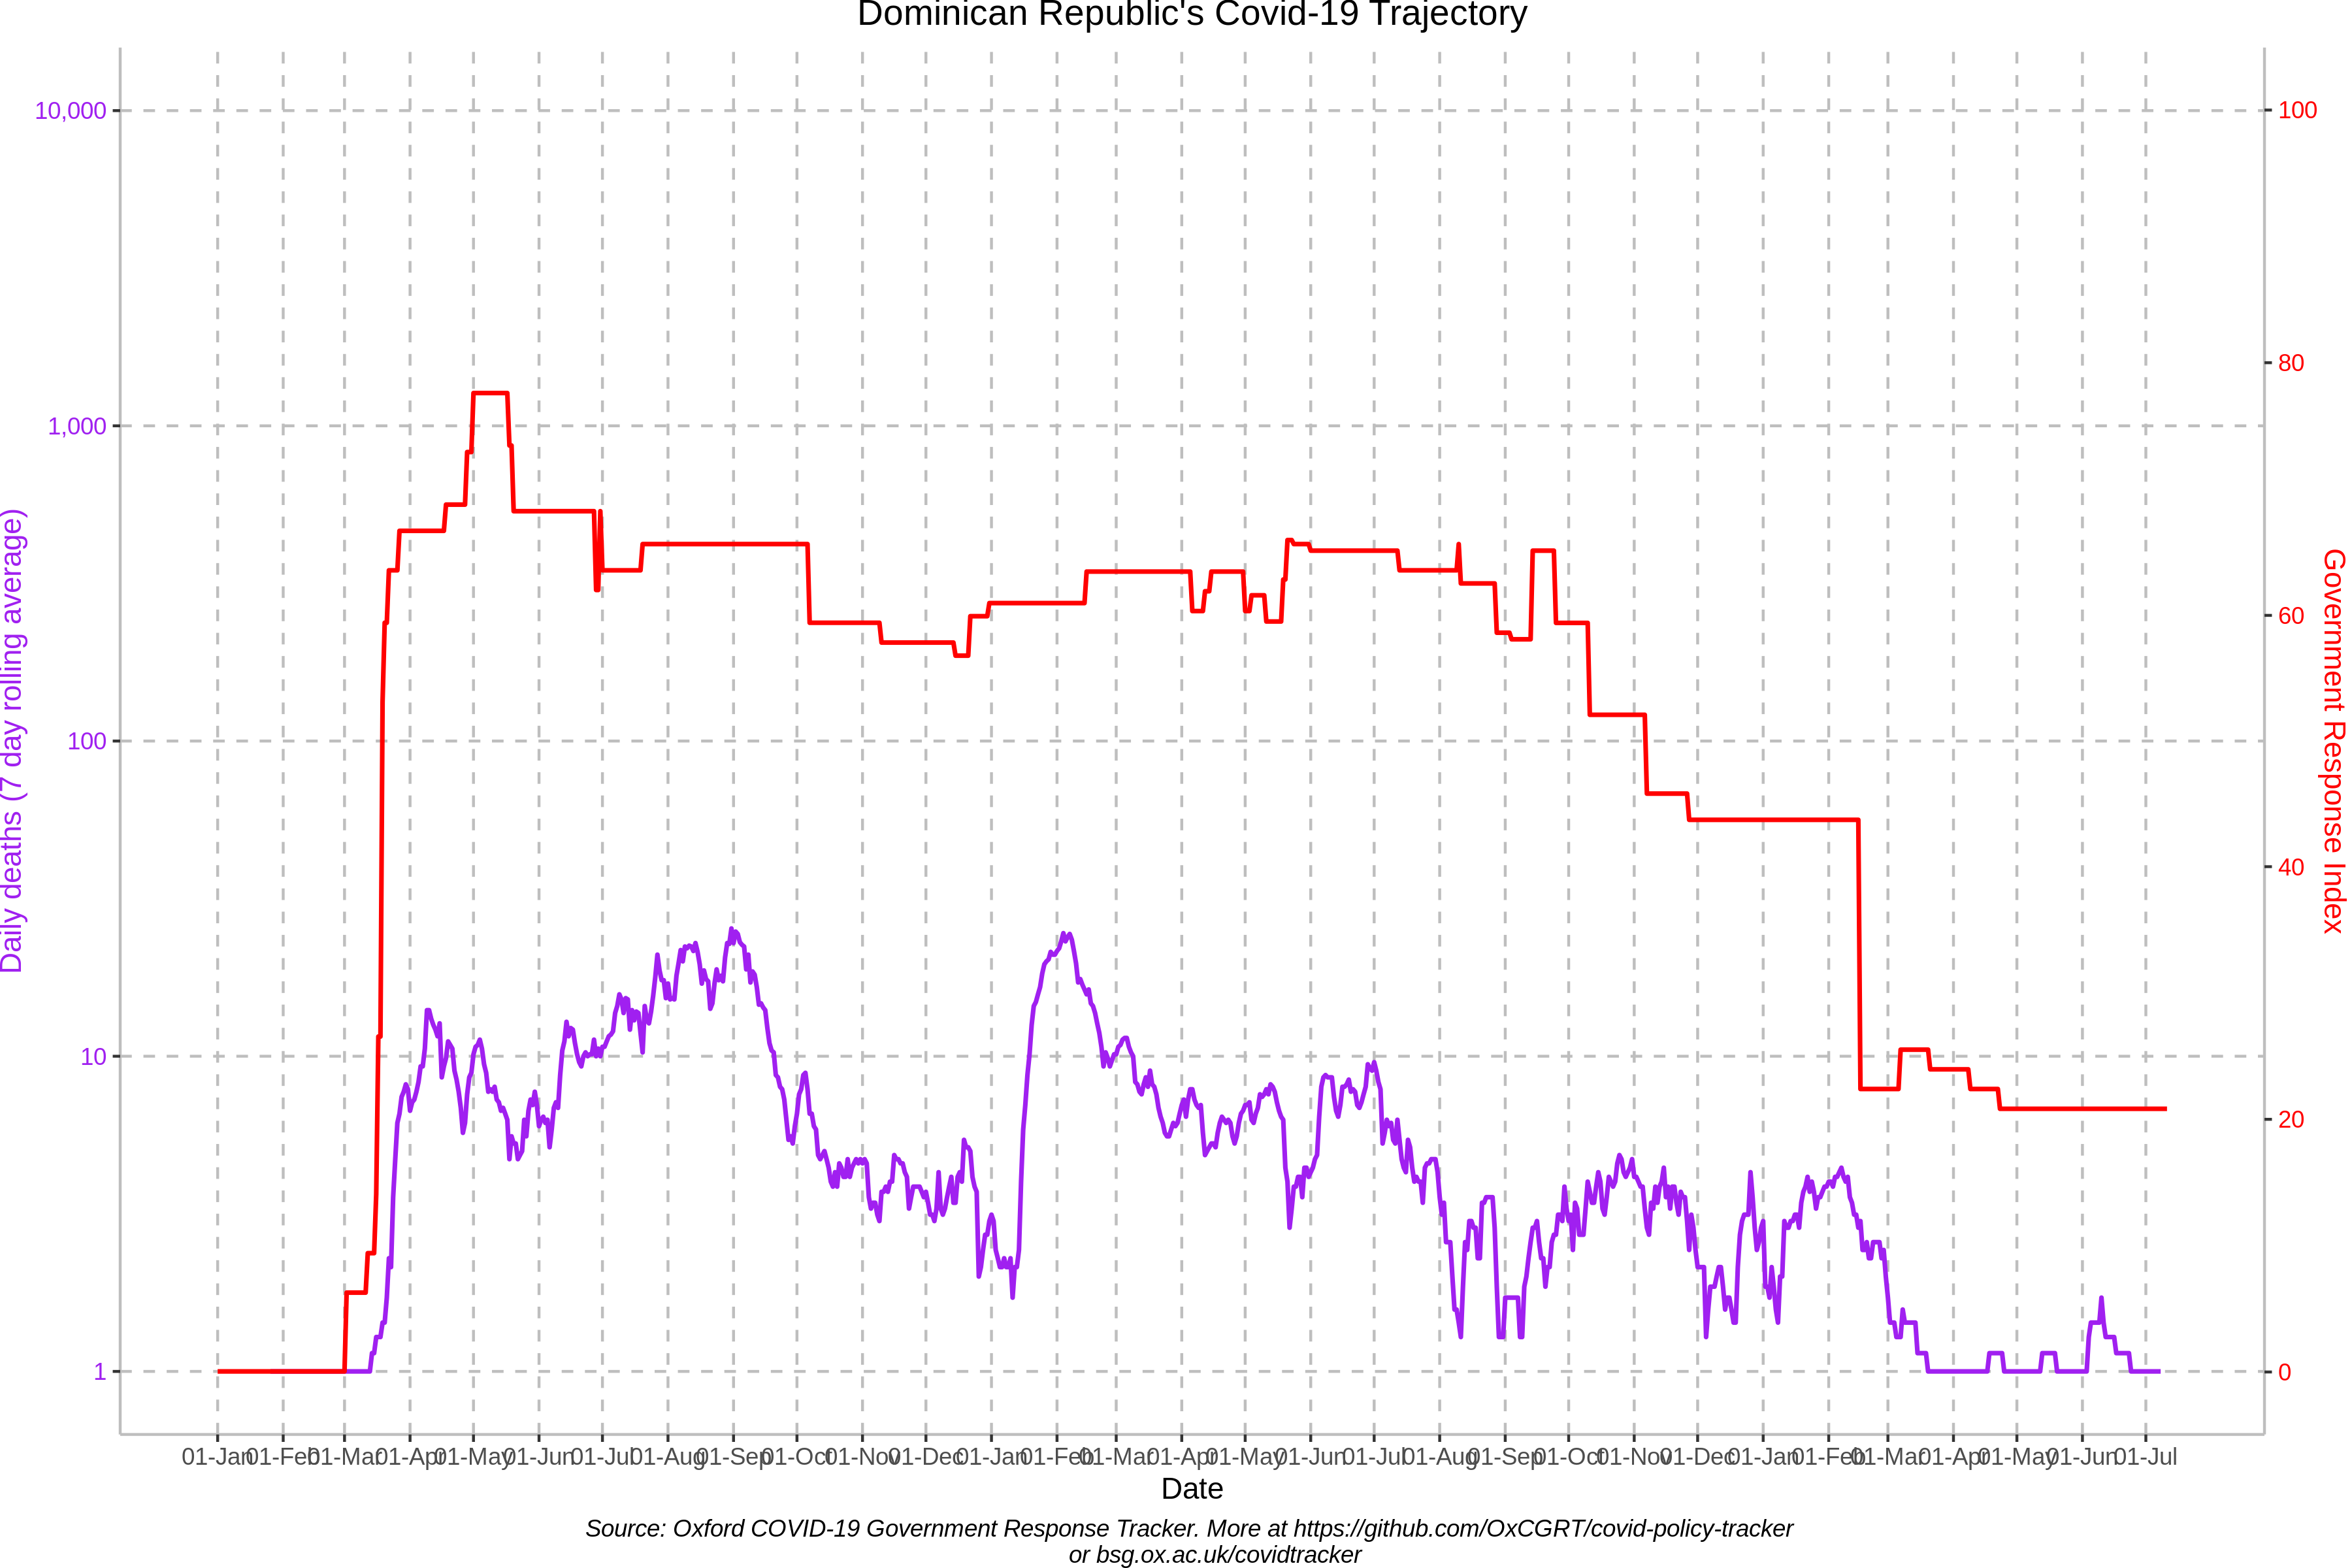 Dominican Republic's Covid-19 Trajectory
10,000
1,000
100
10
1
Daily deaths (7 day rolling average)
100
80
60
40
20
0
Government Response Index
01-Jan 01-Feb 01-Mar 01-Apr 01-May 01-Jun 01-Jul 01-Aug 01-Sep 01-Oct 01-Nov 01-Dec 01-Jan 01-Feb 01-Mar 01-Apr 01-May 01-Jun 01-Jul 01-Aug 01-Sep 01-Oct 01-Nov 01-Dec 01-Jan 01-Feb 01-Mar 01-Apr 01-May 01-Jun 01-Jul
Date
Source: Oxford COVID-19 Government Response Tracker. More at https://github.com/OxCGRT/covid-policy-tracker
or bsg.ox.ac.uk/covidtracker